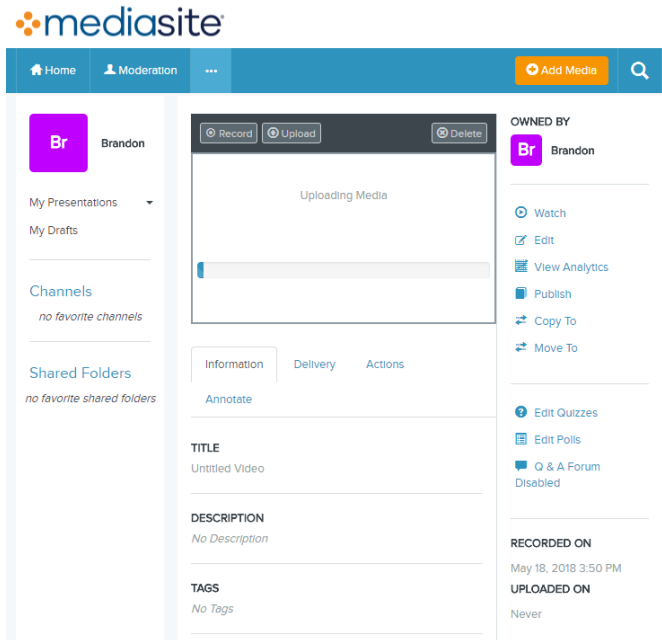 mediasite
Home
Moderation
...
Add Media
Br
Brandon
My Presentations
My Drafts
Channels
no favorite channels
Shared Folders
no favorite shared folders
Record
Upload
Delete
Uploading Media
Information
Delivery
Actions
Annotate
TITLE
Untitled Video
DESCRIPTION
No Description
TAGS
No Tags
OWNED BY
Br
Brandon
Watch
Edit
View Analytics
Publish
Copy To
Move To
Edit Quizzes
Edit Polls
Q & A Forum
Disabled
RECORDED ON
May 18, 2018 3:50 PM
UPLOADED ON
Never